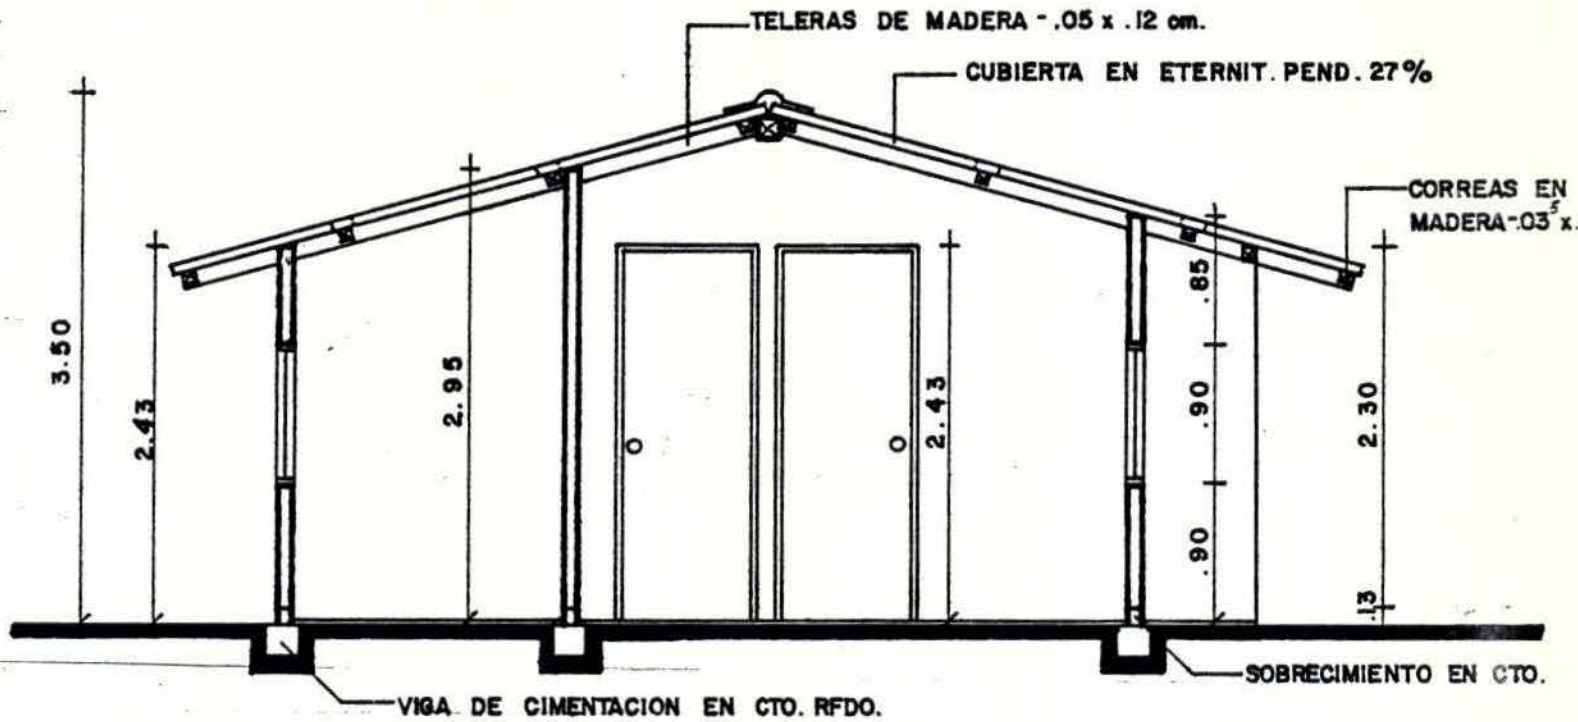 TELERAS DE MADERA - .05 x .12 cm.
CUBIERTA EN ETERNIT. PEND. 27%
CORREAS EN
MADERA-.03⁵ x.
3.50
2.43
2.95
2.43
.85
.90
.90
2.30
.13
SOBRECIMIENTO EN CTO.
VIGA DE CIMENTACION EN CTO. RFDO.